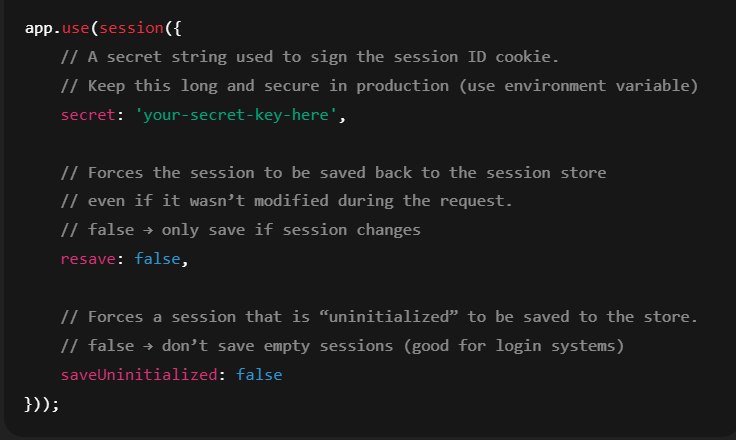 app.use(session({
// A secret string used to sign the session ID cookie.
// Keep this long and secure in production (use environment variable)
secret: 'your-secret-key-here',
// Forces the session to be saved back to the session store
// even if it wasn’t modified during the request.
// false → only save if session changes
resave: false,
// Forces a session that is “uninitialized” to be saved to the store.
// false → don’t save empty sessions (good for login systems)
saveUninitialized: false
}));